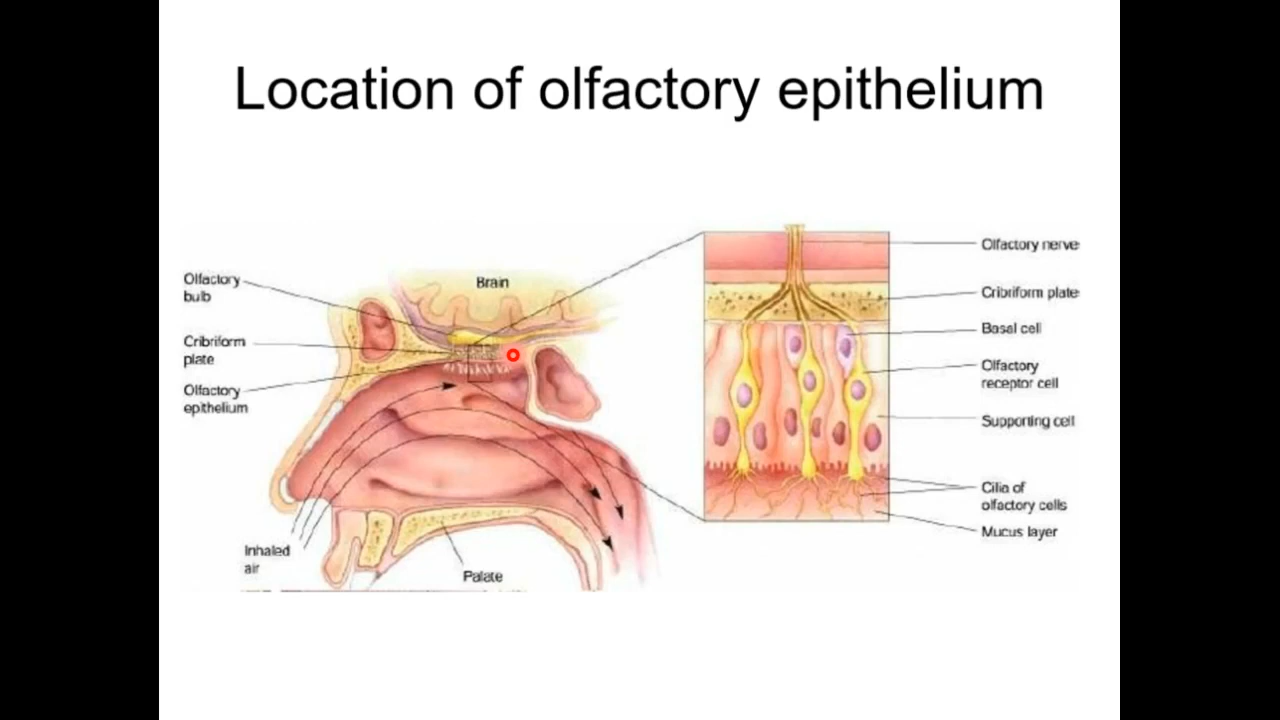 Location of olfactory epithelium
Olfactory
bulb
Brain
Cribriform
plate
Olfactory
epithelium
Inhaled
air
Palate
Olfactory nerve
Cribriform plate
Basal cell
Olfactory
receptor cell
Supporting cell
Cilia of
olfactory cells
Mucus layer